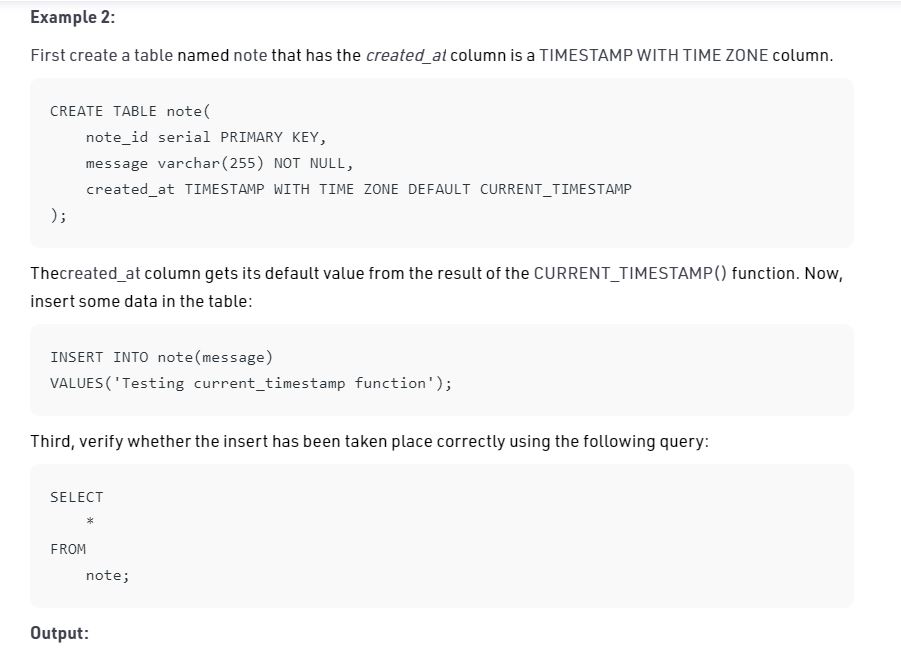 Example 2:
First create a table named note that has the created_at column is a TIMESTAMP WITH TIME ZONE column.
CREATE TABLE note(
    note_id serial PRIMARY KEY,
    message varchar(255) NOT NULL,
    created_at TIMESTAMP WITH TIME ZONE DEFAULT CURRENT_TIMESTAMP
);
Thecreated_at column gets its default value from the result of the CURRENT_TIMESTAMP() function. Now,
insert some data in the table:
INSERT INTO note(message)
VALUES('Testing current_timestamp function');
Third, verify whether the insert has been taken place correctly using the following query:
SELECT
    *
FROM
    note;
Output: